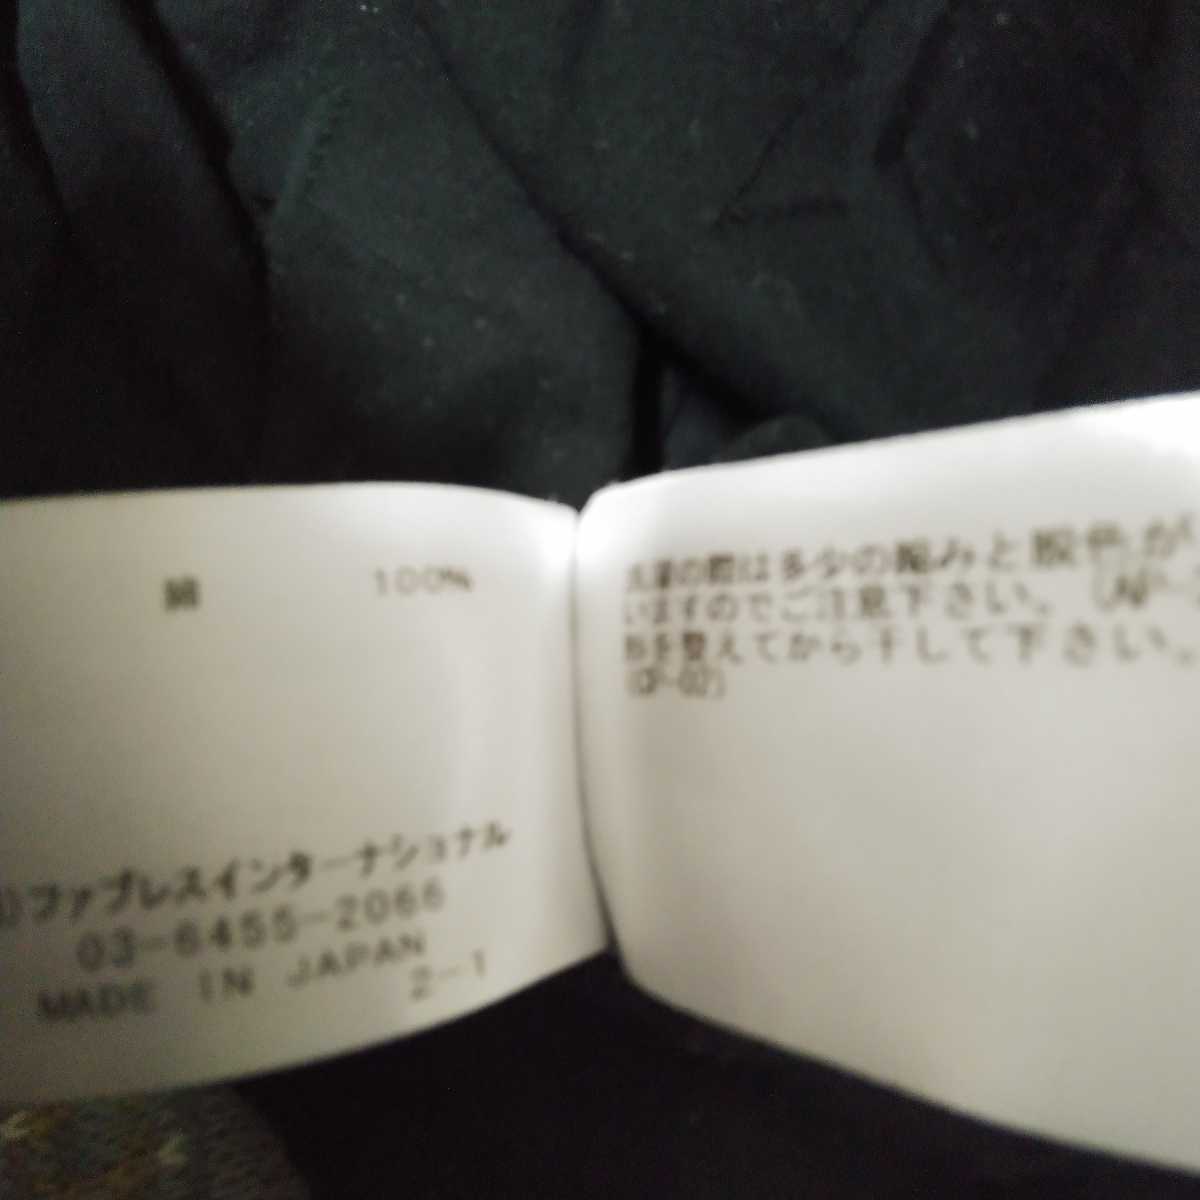 綿 100%
)ファブレスインターナショナル
03-6455-2066
MADE IN JAPAN
2-1
洗濯の際は多少の縮みと脱色が
いますのでご注意下さい。
形を整えてから干して下さい。